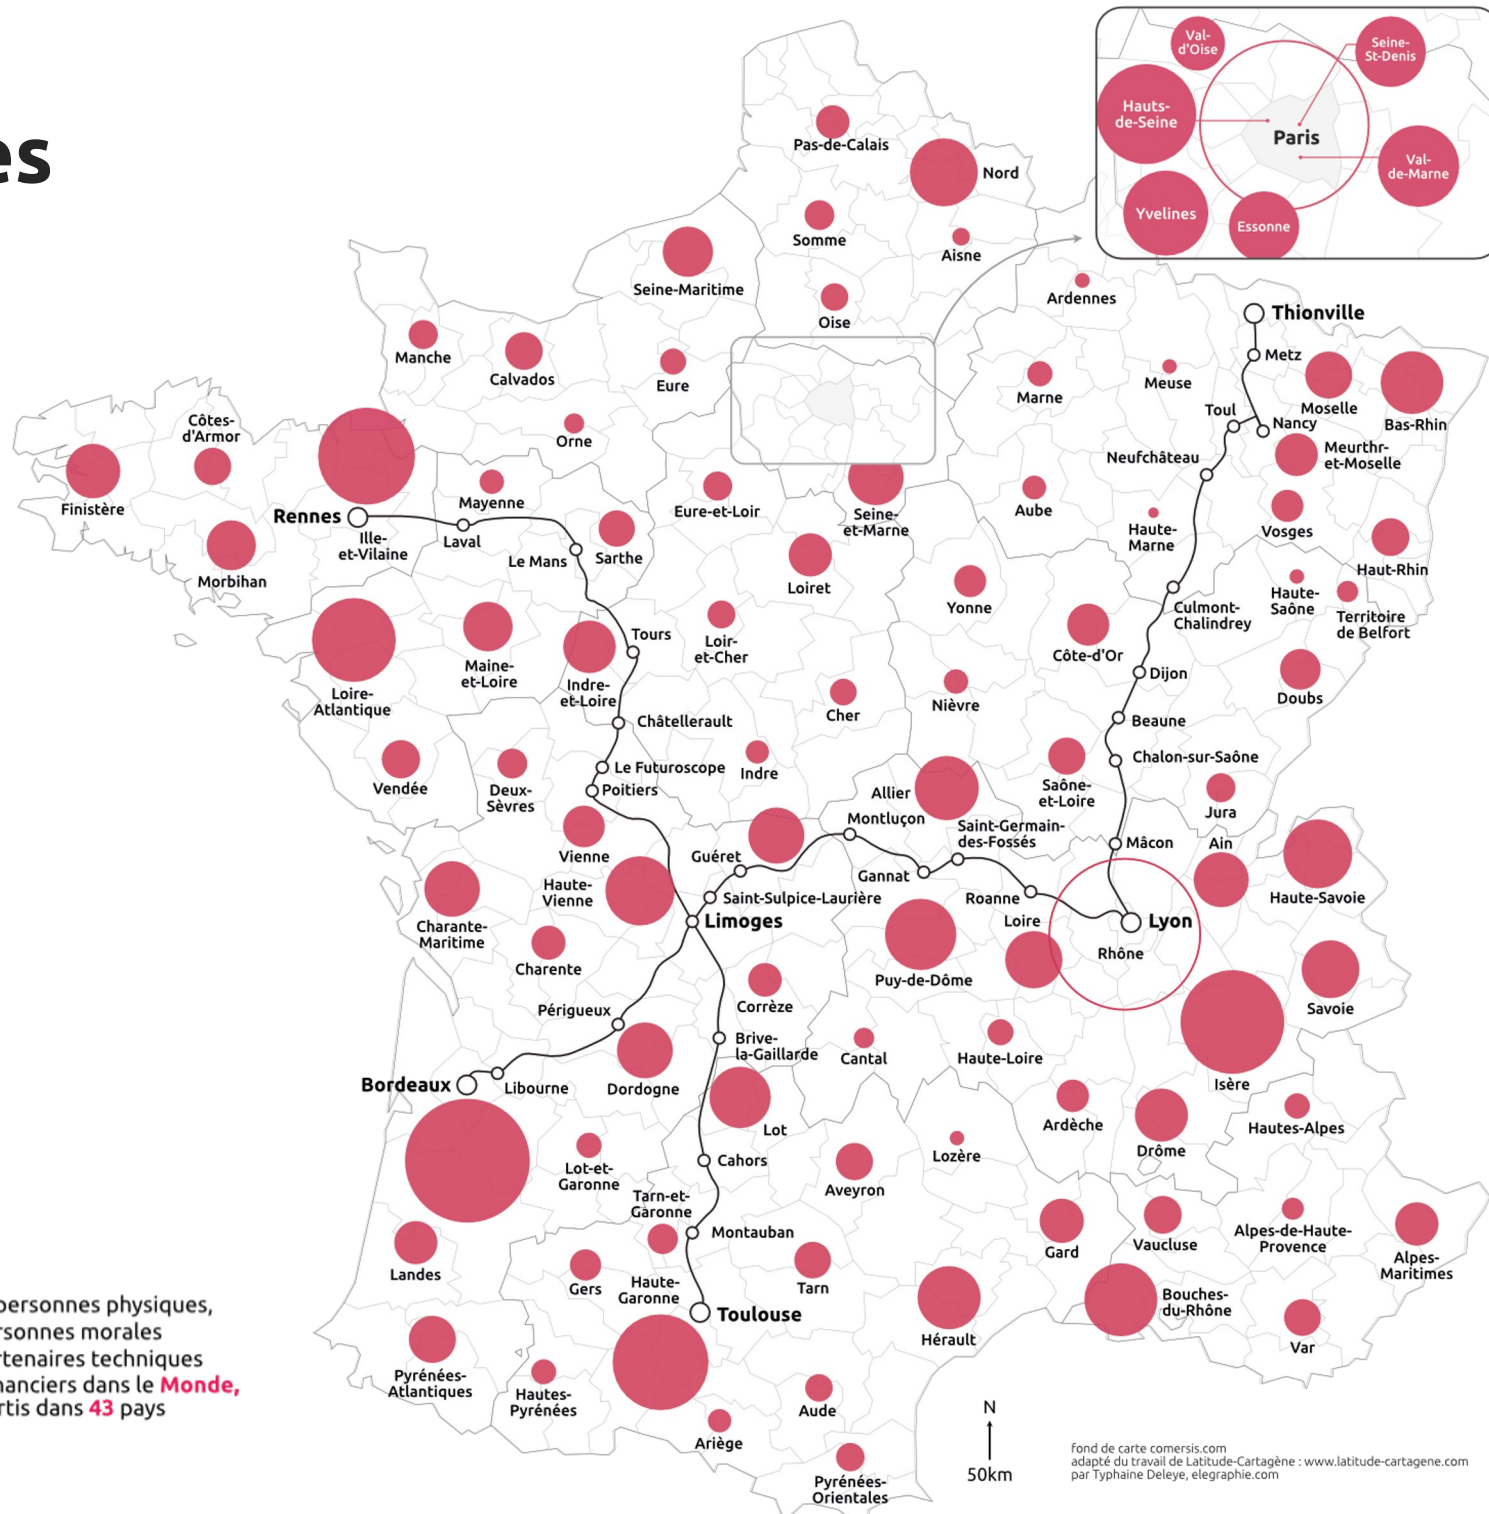 es
Val-
d'Oise
Seine-
St-Denis
Hauts-
de-Seine
Paris
Val-
de-Marne
Yvelines
Essonne
Pas-de-Calais
Nord
Somme
Aisne
Seine-Maritime
Oise
Ardennes
Thionville
Manche
Calvados
Eure
Metz
Marne
Meuse
Moselle
Bas-Rhin
Orne
Toul
Nancy
Côtes-
d'Armor
Meurthr-
et-Moselle
Neufchâteau
Finistère
Mayenne
Eure-et-Loir
Seine-
et-Marne
Aube
Haute-
Marne
Vosges
Rennes
Ille-
et-Vilaine
Laval
Le Mans
Sarthe
Haut-Rhin
Morbihan
Loiret
Yonne
Haute-
Saône
Territoire
de Belfort
Culmont-
Chalindrey
Tours
Loir-
et-Cher
Côte-d'Or
Maine-
et-Loire
Indre-
et-Loire
Dijon
Doubs
Loire-
Atlantique
Cher
Nièvre
Châtellerault
Beaune
Vendée
Deux-
Sèvres
Le Futuroscope
Poitiers
Indre
Allier
Saône-
et-Loire
Chalon-sur-Saône
Jura
Montluçon
Saint-Germain-
des-Fossés
Mâcon
Ain
Vienne
Guéret
Gannat
Haute-
Vienne
Saint-Sulpice-Laurière
Roanne
Haute-Savoie
Charante-
Maritime
Limoges
Loire
Lyon
Rhône
Charente
Puy-de-Dôme
Corrèze
Savoie
Périgueux
Brive-
la-Gaillarde
Cantal
Haute-Loire
Bordeaux
Libourne
Dordogne
Isère
Lot
Ardèche
Drôme
Hautes-Alpes
Lot-et-
Garonne
Cahors
Aveyron
Lozère
Tarn-et-
Garonne
Montauban
Landes
Gers
Haute-
Garonne
Tarn
Gard
Vaucluse
Alpes-de-Haute-
Provence
Alpes-
Maritimes
Toulouse
Hérault
Bouches-
du-Rhône
Var
personnes physiques,
rsonnes morales
rtenaires techniques
nanciers dans le Monde,
rtis dans 43 pays
Pyrénées-
Atlantiques
Hautes-
Pyrénées
Aude
Ariège
Pyrénées-
Orientales
N
50km
fond de carte comersis.com
adapté du travail de Latitude-Cartagène : www.latitude-cartagene.com
par Typhaine Deleye, elegraphie.com